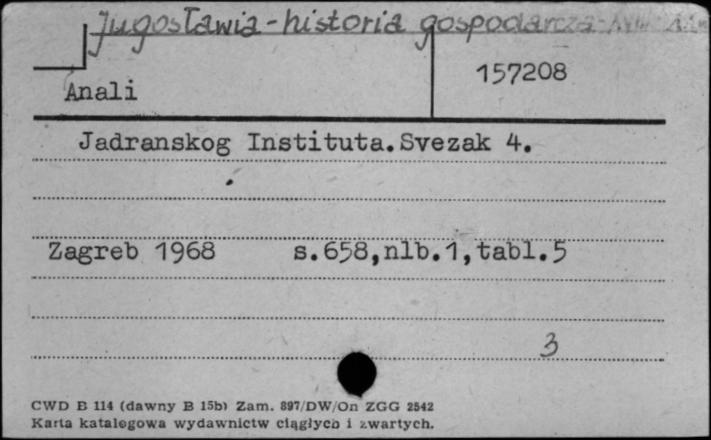 Jugosławia - historia gospodarcza
157208
Anali
Jadranskog Instituta.Svezak 4.
Zagreb 1968 s.658,nlb.1,tabl.5
3
CWD B 114 (dawny B 15b) Zam. 897/DW/On ZGG 2542
Karta katalogowa wydawnictw ciągłych i zwartych.